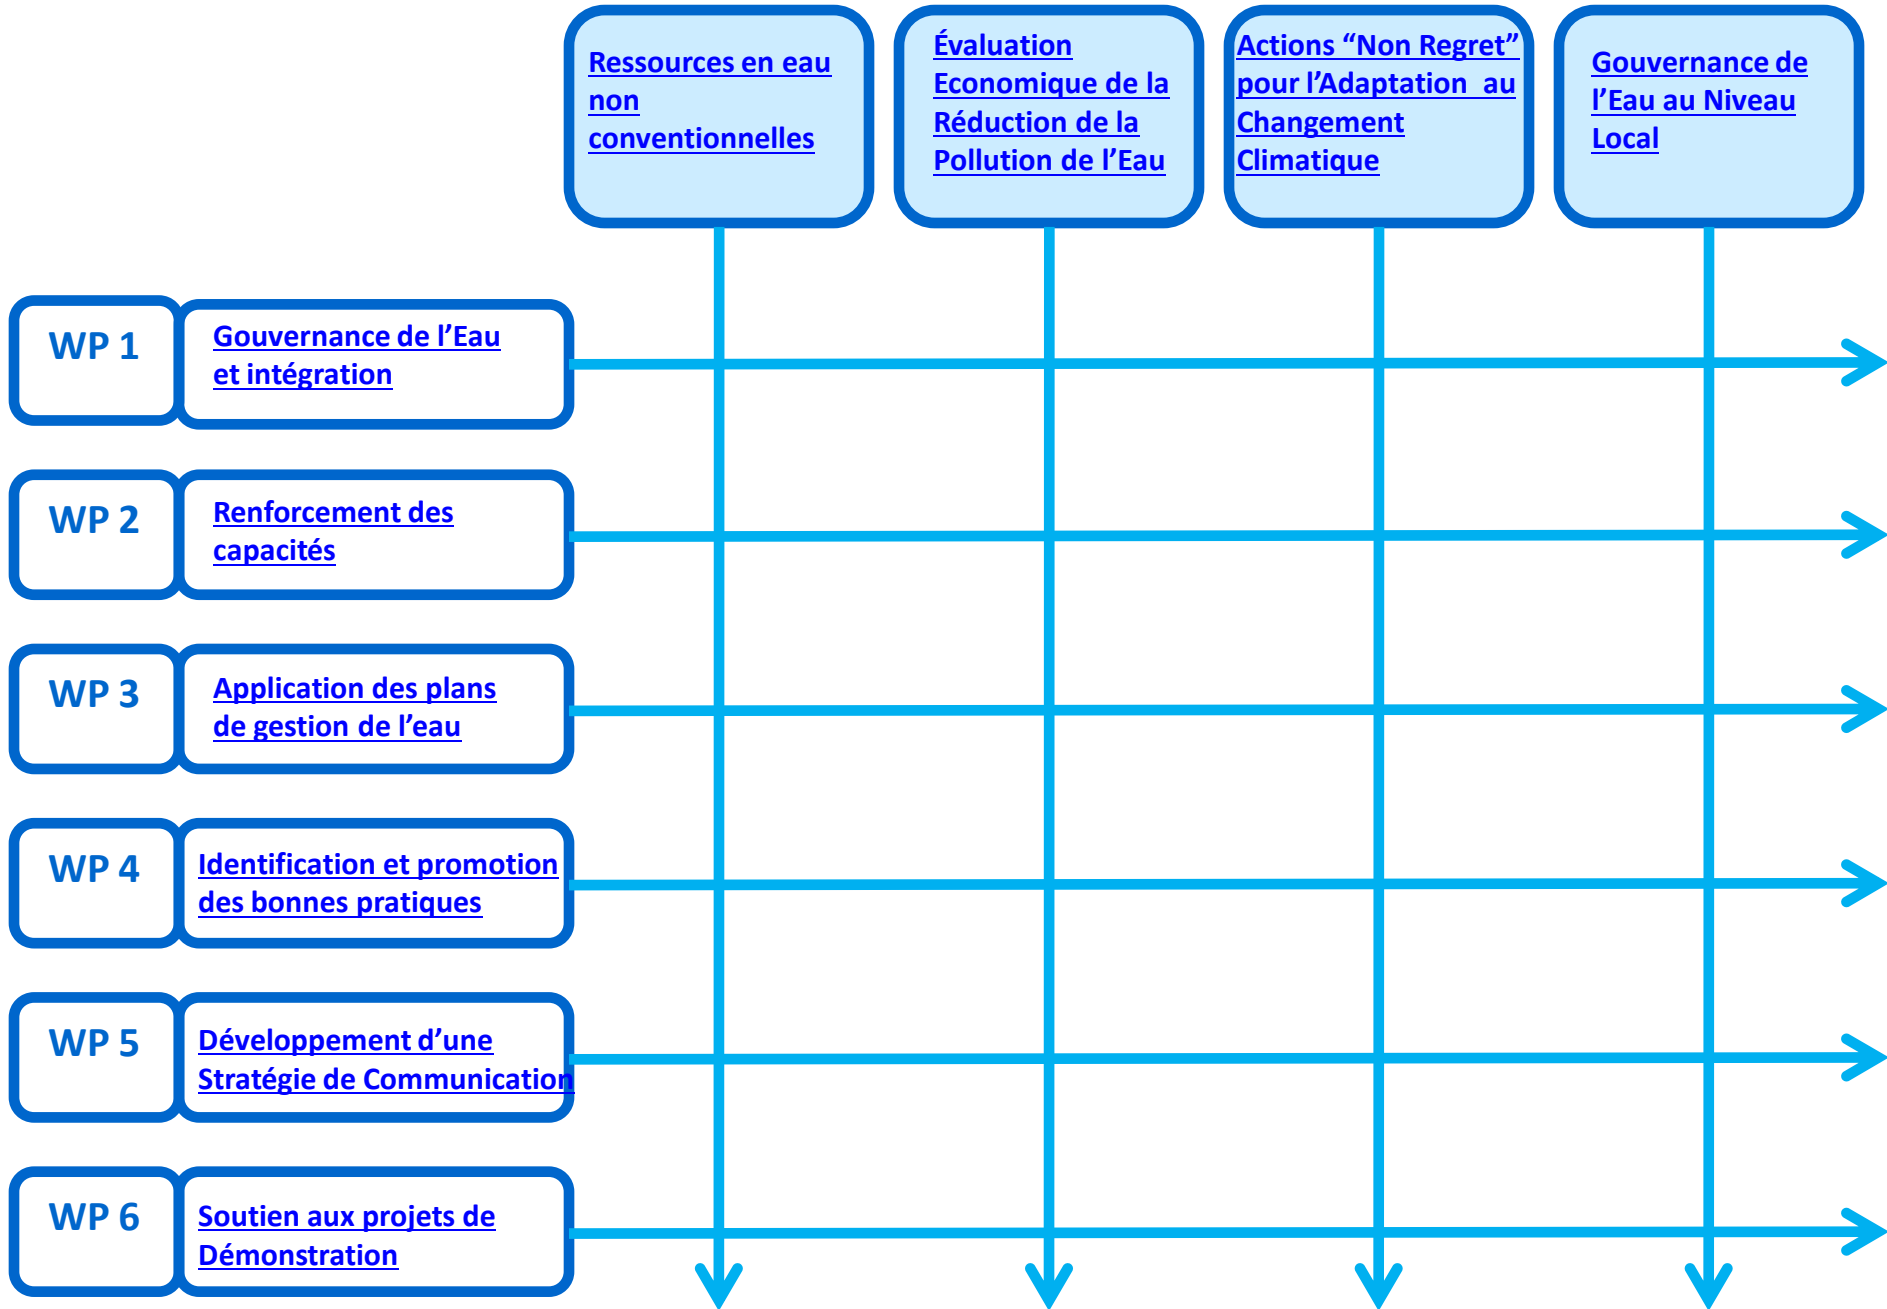 Ressources en eau
non
conventionnelles
Évaluation
Economique de la
Réduction de la
Pollution de l’Eau
Actions “Non Regret”
pour l’Adaptation au
Changement
Climatique
Gouvernance de
l’Eau au Niveau
Local
WP 1
Gouvernance de l’Eau
et intégration
WP 2
Renforcement des
capacités
WP 3
Application des plans
de gestion de l’eau
WP 4
Identification et promotion
des bonnes pratiques
WP 5
Développement d’une
Stratégie de Communication
WP 6
Soutien aux projets de
Démonstration